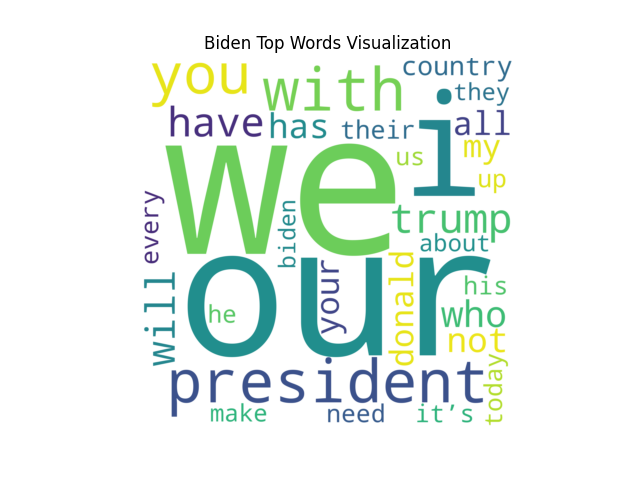 Biden Top Words Visualization
you
with
country
they
have
has
their
i
all
my
us
up
we
every
biden
trump
about
our
will
he
your
donald
his
who
not
president
today
make
need
it’s